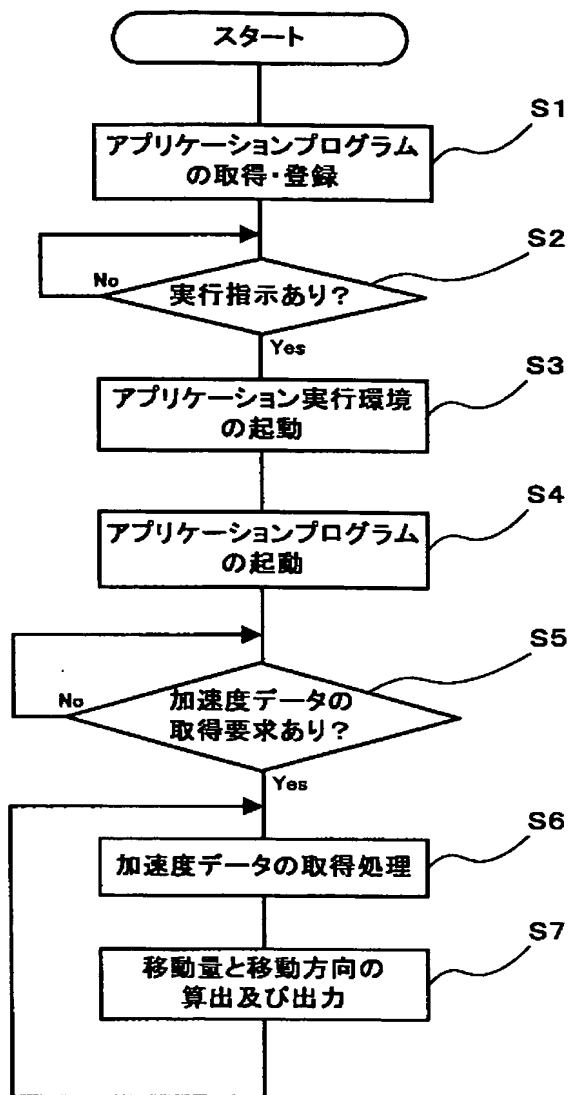 スタート
S1
アプリケーションプログラム
の取得・登録
S2
No
実行指示あり?
Yes
S3
アプリケーション実行環境
の起動
S4
アプリケーションプログラム
の起動
S5
No
加速度データの
取得要求あり?
Yes
S6
加速度データの取得処理
S7
移動量と移動方向の
算出及び出力